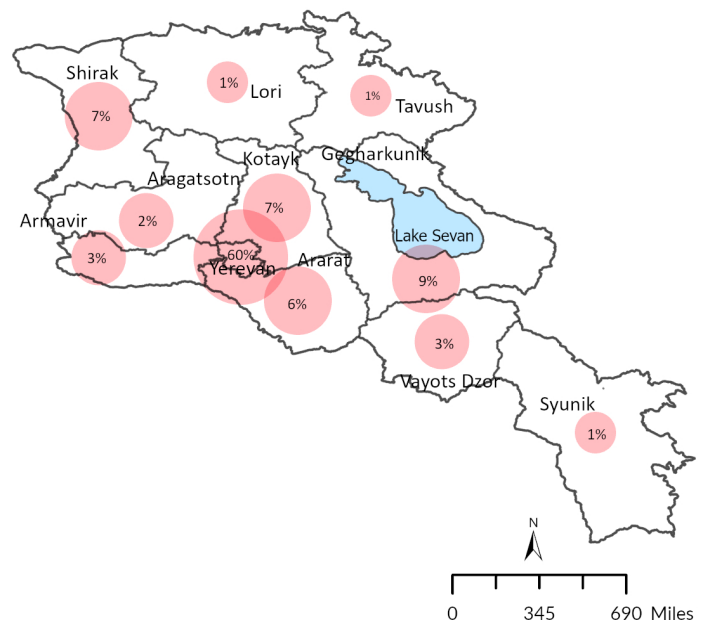 Shirak
7%
1%
Lori
1%
Tavush
Kotayk
Gegharkunik
Aragatsotn
7%
Armavir
2%
Lake Sevan
3%
60%
Yerevan
Ararat
9%
6%
3%
Vayots Dzor
Syunik
1%
N
0 345 690 Miles